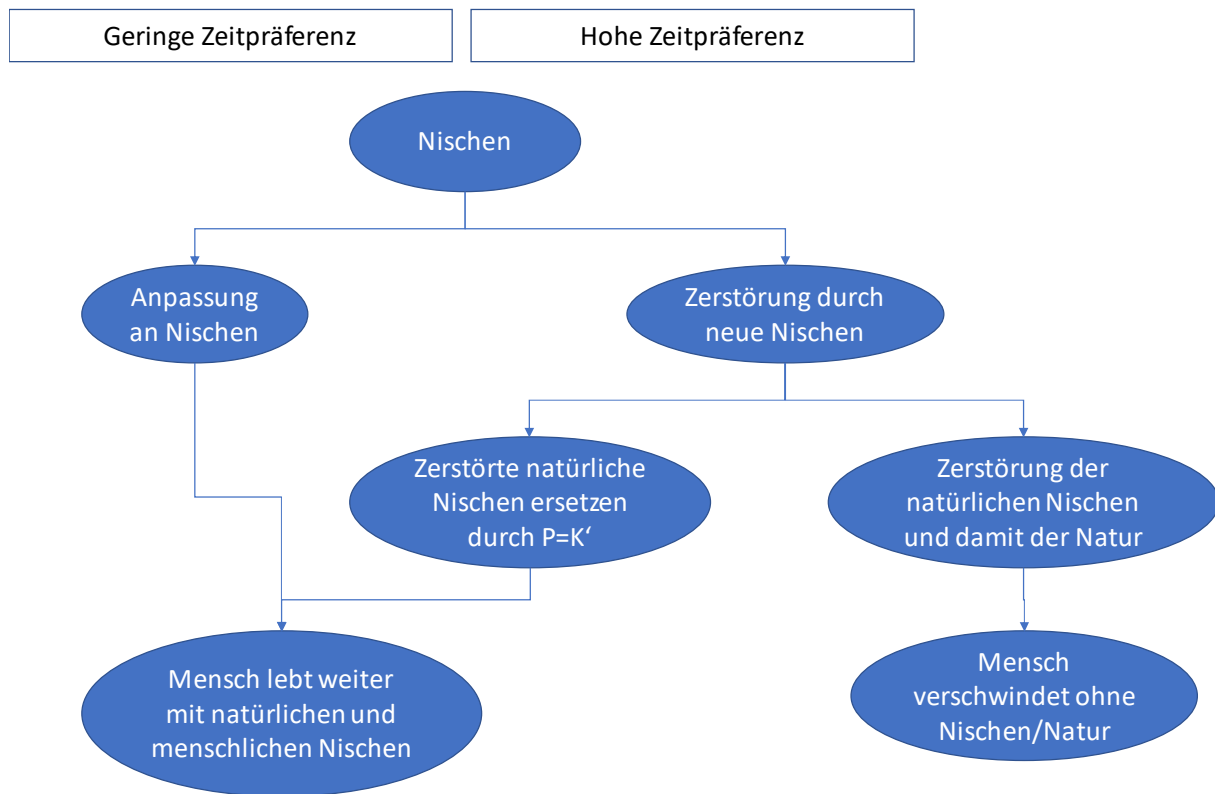 Geringe Zeitpräferenz
Hohe Zeitpräferenz
Nischen
Anpassung
an Nischen
Zerstörung durch
neue Nischen
Zerstörte natürliche
Nischen ersetzen
durch P=K‘
Zerstörung der
natürlichen Nischen
und damit der Natur
Mensch lebt weiter
mit natürlichen und
menschlichen Nischen
Mensch
verschwindet ohne
Nischen/Natur